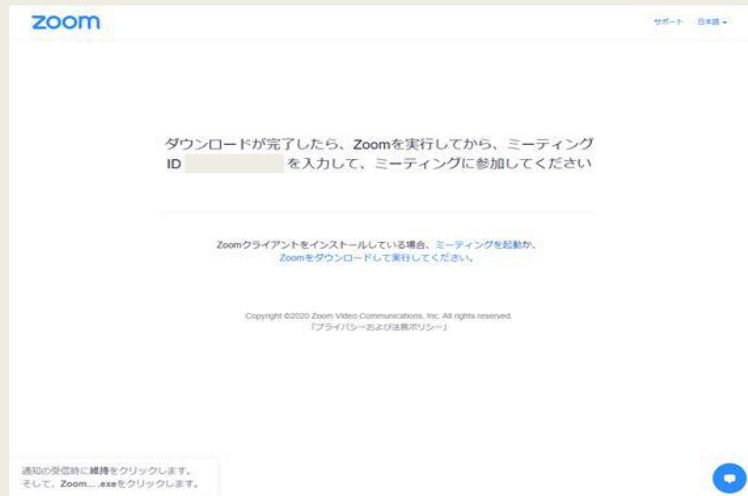 zoom
サポート 日本語
ダウンロードが完了したら、Zoomを実行してから、ミーティング
ID を入力して、ミーティングに参加してください
Zoomクライアントをインストールしている場合、ミーティングを起動か、
Zoomをダウンロードして実行してください。
Copyright ©2020 Zoom Video Communications, Inc. All rights reserved.
「プライバシーおよび法務ポリシー」
通知の受信時に維持をクリックします。
そして、Zoom... .exeをクリックします。